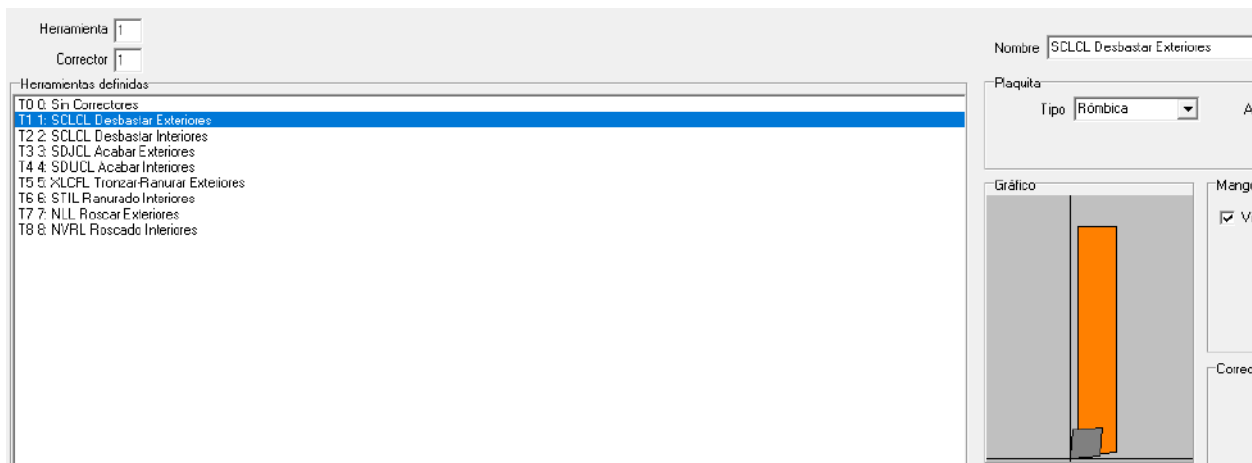 Herramienta 1
Corrector 1
Herramientas definidas
T0 0: Sin Correctores
T1 1: SCLCL Desbastar Exteriores
T2 2: SCLCL Desbastar Interiores
T3 3: SDJCL Acabar Exteriores
T4 4: SDUCL Acabar Interiores
T5 5: XLCFL Tronzar-Ranurar Exteriores
T6 6: STIL Ranurado Interiores
T7 7: NLL Roscar Exteriores
T8 8: NVRL Roscado Interiores
Nombre SCLCL Desbastar Exteriores
Plaquita
Tipo Rómbica A
Gráfico
Mang
Vi
Correc